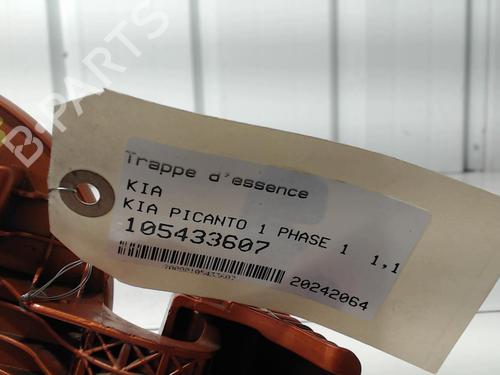 B-PARTS
Trappe d'essence
KIA
KIA PICANTO 1 PHASE 1 1,1
105433607
20242064